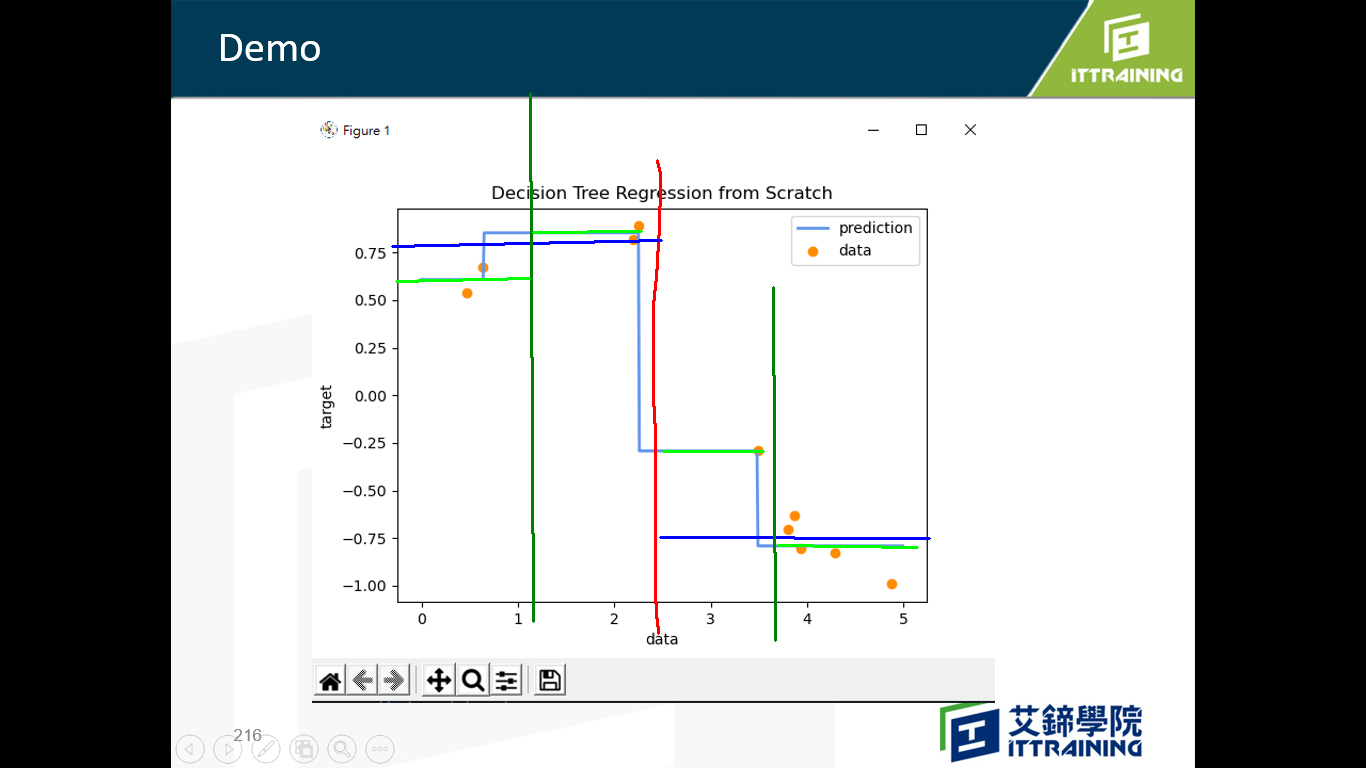 Demo
ITTRAINING
Figure 1
Decision Tree Regression from Scratch
prediction
data
0.75
0.50
0.25
0.00
−0.25
−0.50
−0.75
−1.00
target
0 1 2 3 4 5
data
216
艾鍗學院
ITTRAINING